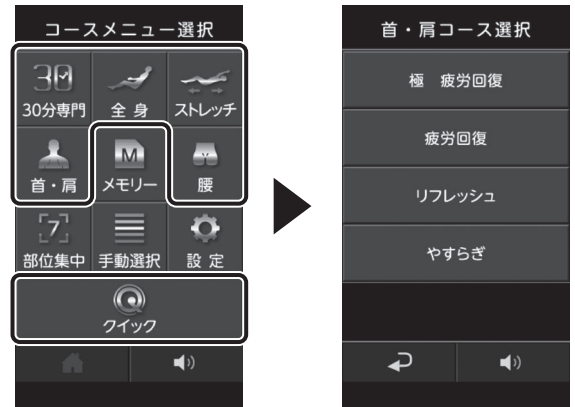 コースメニュー選択
30
30分専門
全身
ストレッチ
首・肩
M
メモリー
腰
7
部位集中
手動選択
設定
Q
クイック
首・肩コース選択
極 疲労回復
疲労回復
リフレッシュ
やすらぎ